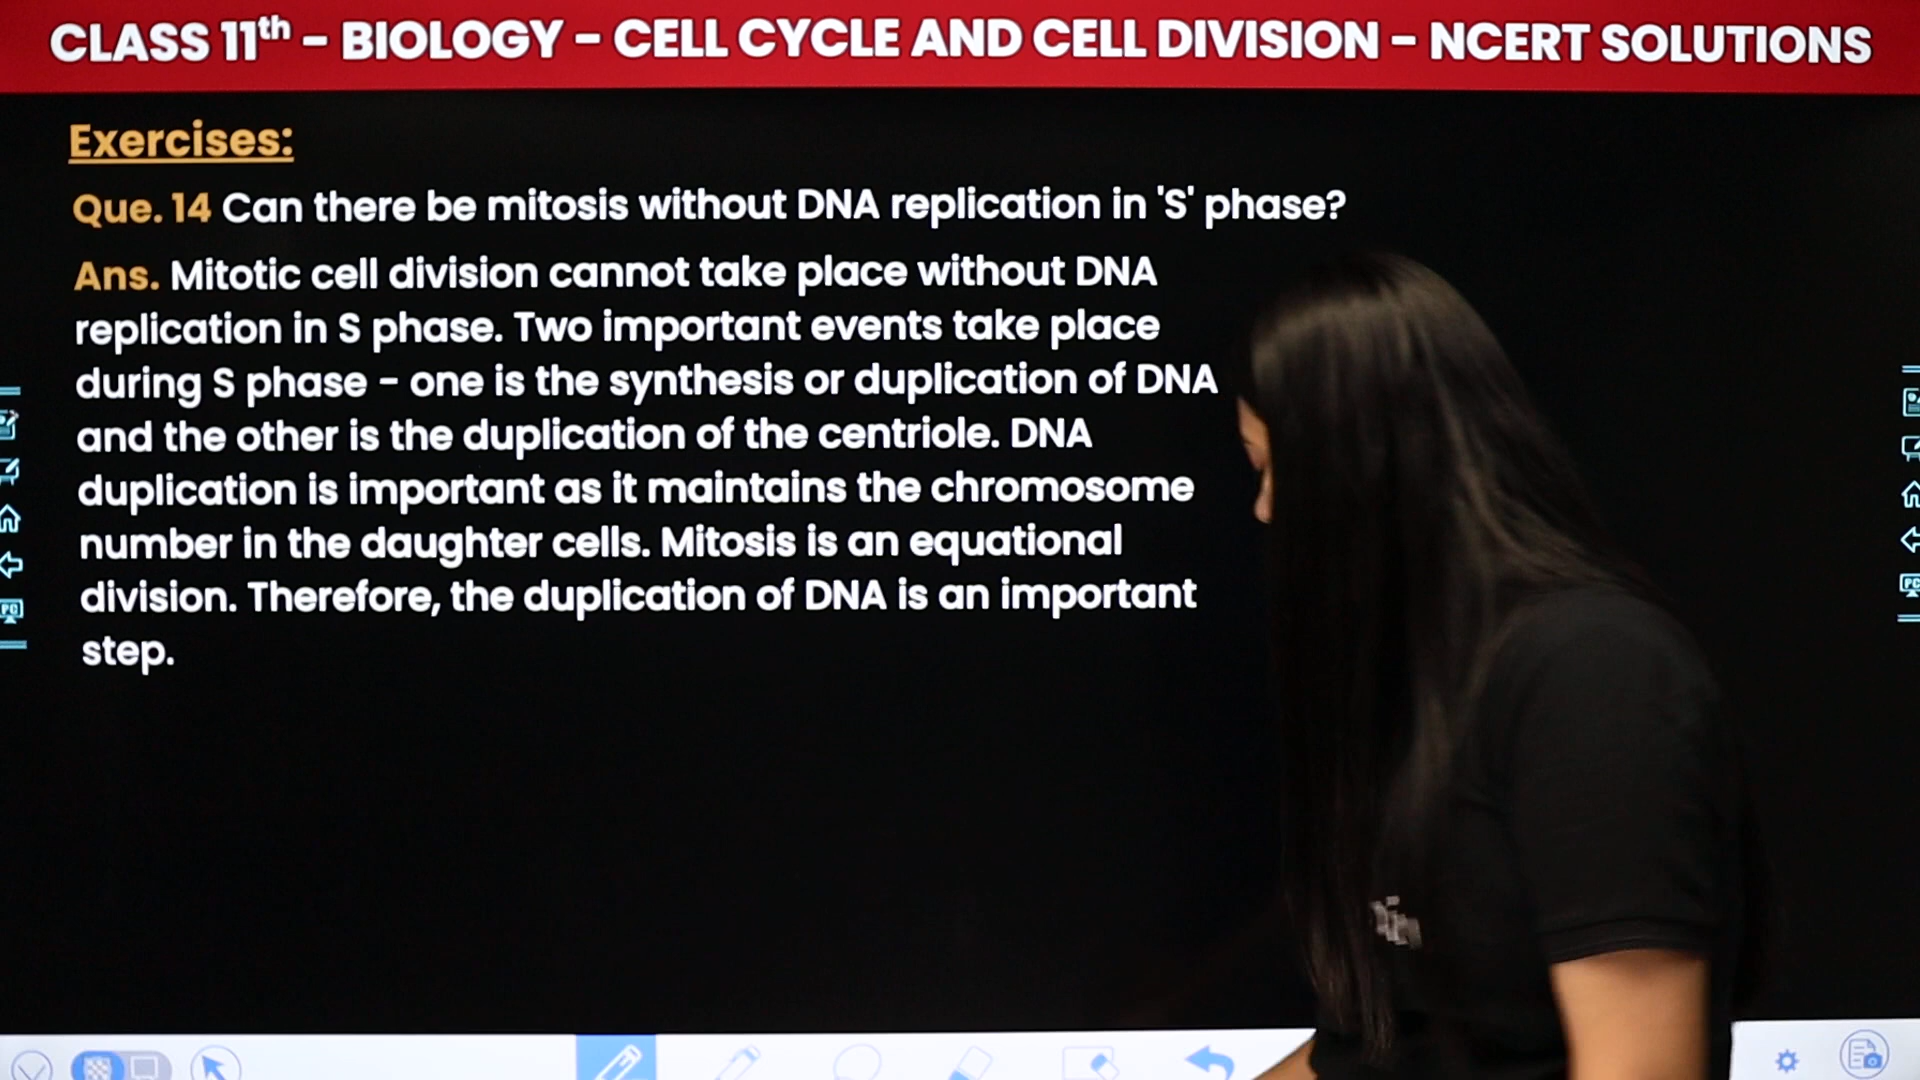 CLASS 11th - BIOLOGY - CELL CYCLE AND CELL DIVISION - NCERT SOLUTIONS
Exercises:
Que. 14 Can there be mitosis without DNA replication in 'S' phase?
Ans. Mitotic cell division cannot take place without DNA
replication in S phase. Two important events take place
during S phase - one is the synthesis or duplication of DNA
and the other is the duplication of the centriole. DNA
duplication is important as it maintains the chromosome
number in the daughter cells. Mitosis is an equational
division. Therefore, the duplication of DNA is an important
step.
PC
PC